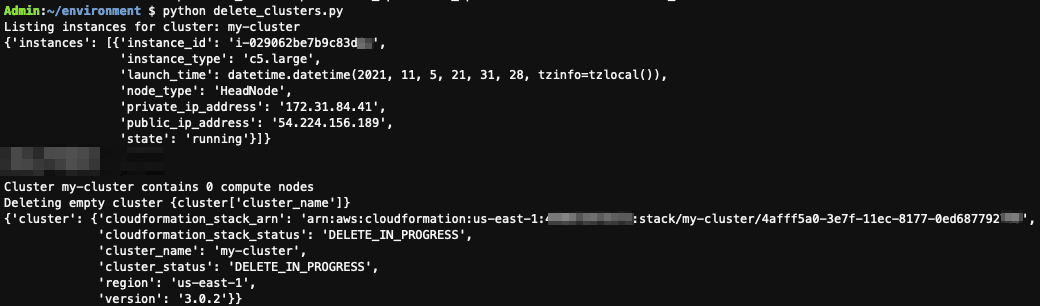 Admin:~/environment $ python delete_clusters.py
Listing instances for cluster: my-cluster
{'instances': [{'instance_id': 'i-029062be7b9c83d',
'instance_type': 'c5.large',
'launch_time': datetime.datetime(2021, 11, 5, 21, 31, 28, tzinfo=tzlocal()),
'node_type': 'HeadNode',
'private_ip_address': '172.31.84.41',
'public_ip_address': '54.224.156.189',
'state': 'running'}]}
Cluster my-cluster contains 0 compute nodes
Deleting empty cluster {cluster['cluster_name']}
{'cluster': {'cloudformation_stack_arn': 'arn:aws:cloudformation:us-east-1:4:stack/my-cluster/4afff5a0-3e7f-11ec-8177-0ed687792',
'cloudformation_stack_status': 'DELETE_IN_PROGRESS',
'cluster_name': 'my-cluster',
'cluster_status': 'DELETE_IN_PROGRESS',
'region': 'us-east-1',
'version': '3.0.2'}}